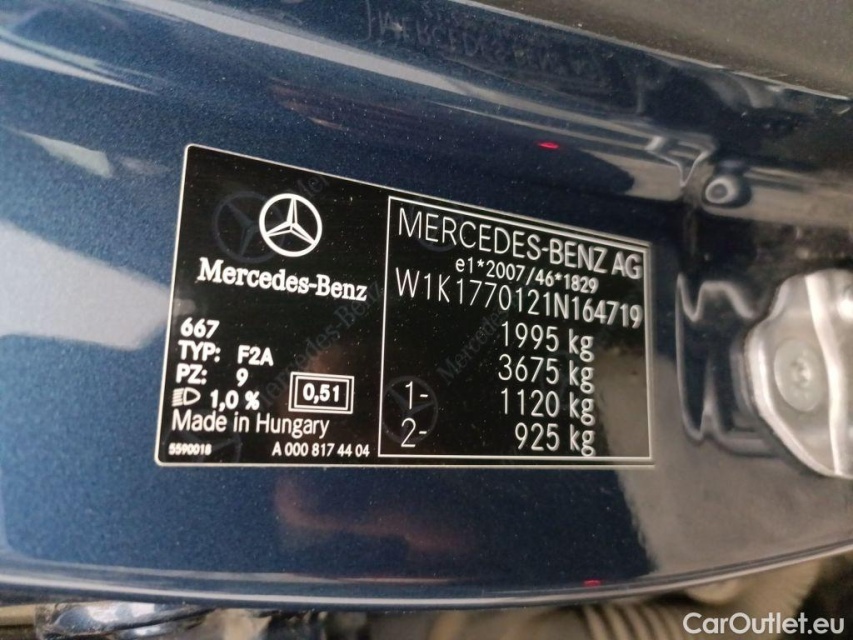 Mercedes-Benz
667
TYP: F2A
PZ: 9
1,0 %
0,51
Made in Hungary
5590018
A 000 817 44 04
MERCEDES-BENZ AG
e1*2007/46*1829
W1K1770121N164719
1995 kg
3675 kg
1- 1120 kg
2- 925 kg
CarOutlet.eu